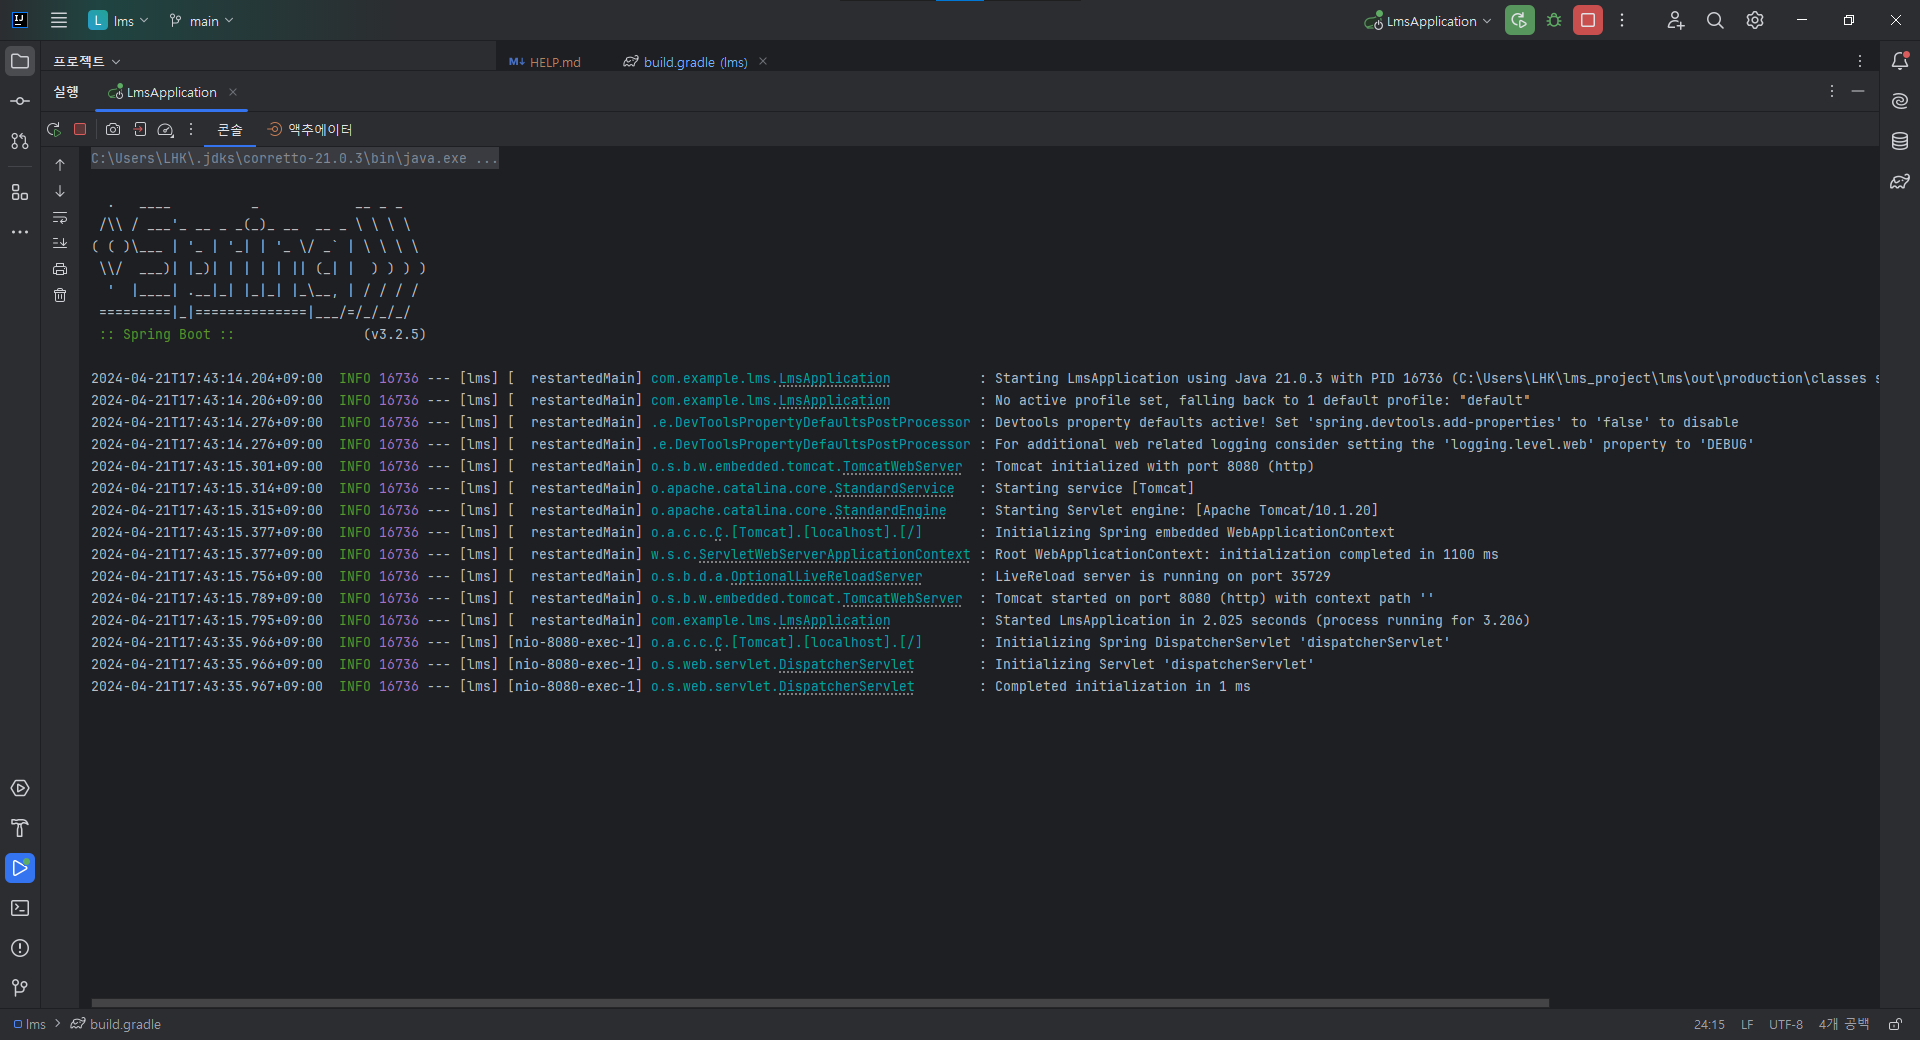 L lms main LmsApplication
프로젝트 M↓ HELP.md build.gradle (lms)
실행 LmsApplication
콘솔 액추에이터
C:\Users\LHK\.jdks\corretto-21.0.3\bin\java.exe ...
  .   ____          _            __ _ _
 /\\ / ___'_ __ _ _(_)_ __  __ _ \ \ \ \
( ( )\___ | '_ | '_| | '_ \/ _` | \ \ \ \
 \\/  ___)| |_)| | | | | || (_| |  ) ) ) )
  '  |____| .__|_| |_|_| |_\__, | / / / /
 =========|_|==============|___/=/_/_/_/
 :: Spring Boot ::                (v3.2.5)
2024-04-21T17:43:14.204+09:00  INFO 16736 --- [lms] [  restartedMain] com.example.lms.LmsApplication           : Starting LmsApplication using Java 21.0.3 with PID 16736 (C:\Users\LHK\lms_project\lms\out\production\classes s
2024-04-21T17:43:14.206+09:00  INFO 16736 --- [lms] [  restartedMain] com.example.lms.LmsApplication           : No active profile set, falling back to 1 default profile: "default"
2024-04-21T17:43:14.276+09:00  INFO 16736 --- [lms] [  restartedMain] .e.DevToolsPropertyDefaultsPostProcessor : Devtools property defaults active! Set 'spring.devtools.add-properties' to 'false' to disable
2024-04-21T17:43:14.276+09:00  INFO 16736 --- [lms] [  restartedMain] .e.DevToolsPropertyDefaultsPostProcessor : For additional web related logging consider setting the 'logging.level.web' property to 'DEBUG'
2024-04-21T17:43:15.301+09:00  INFO 16736 --- [lms] [  restartedMain] o.s.b.w.embedded.tomcat.TomcatWebServer  : Tomcat initialized with port 8080 (http)
2024-04-21T17:43:15.314+09:00  INFO 16736 --- [lms] [  restartedMain] o.apache.catalina.core.StandardService   : Starting service [Tomcat]
2024-04-21T17:43:15.315+09:00  INFO 16736 --- [lms] [  restartedMain] o.apache.catalina.core.StandardEngine    : Starting Servlet engine: [Apache Tomcat/10.1.20]
2024-04-21T17:43:15.377+09:00  INFO 16736 --- [lms] [  restartedMain] o.a.c.c.C.[Tomcat].[localhost].[/]       : Initializing Spring embedded WebApplicationContext
2024-04-21T17:43:15.377+09:00  INFO 16736 --- [lms] [  restartedMain] w.s.c.ServletWebServerApplicationContext : Root WebApplicationContext: initialization completed in 1100 ms
2024-04-21T17:43:15.756+09:00  INFO 16736 --- [lms] [  restartedMain] o.s.b.d.a.OptionalLiveReloadServer       : LiveReload server is running on port 35729
2024-04-21T17:43:15.789+09:00  INFO 16736 --- [lms] [  restartedMain] o.s.b.w.embedded.tomcat.TomcatWebServer  : Tomcat started on port 8080 (http) with context path ''
2024-04-21T17:43:15.795+09:00  INFO 16736 --- [lms] [  restartedMain] com.example.lms.LmsApplication           : Started LmsApplication in 2.025 seconds (process running for 3.206)
2024-04-21T17:43:35.966+09:00  INFO 16736 --- [lms] [nio-8080-exec-1] o.a.c.c.C.[Tomcat].[localhost].[/]       : Initializing Spring DispatcherServlet 'dispatcherServlet'
2024-04-21T17:43:35.966+09:00  INFO 16736 --- [lms] [nio-8080-exec-1] o.s.web.servlet.DispatcherServlet        : Initializing Servlet 'dispatcherServlet'
2024-04-21T17:43:35.967+09:00  INFO 16736 --- [lms] [nio-8080-exec-1] o.s.web.servlet.DispatcherServlet        : Completed initialization in 1 ms
lms > build.gradle 24:15 LF UTF-8 4개 공백